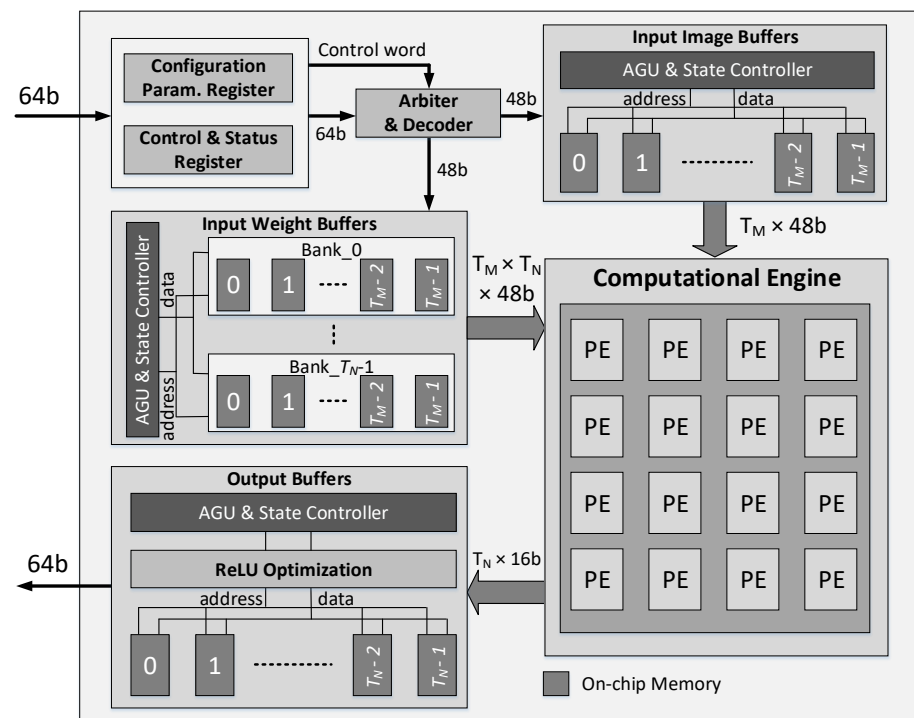 64b
Configuration
Param. Register
Control & Status
Register
Control word
64b
Arbiter
& Decoder
48b
48b
Input Image Buffers
AGU & State Controller
address
data
0
1
T_M - 2
T_M - 1
T_M × 48b
Input Weight Buffers
AGU & State Controller
data
address
Bank_0
0
1
T_M - 2
T_M - 1
Bank_T_N-1
0
1
T_M - 2
T_M - 1
T_M × T_N
× 48b
Computational Engine
PE PE PE PE
PE PE PE PE
PE PE PE PE
PE PE PE PE
Output Buffers
AGU & State Controller
ReLU Optimization
address
data
0
1
T_N - 2
T_N - 1
T_N × 16b
64b
On-chip Memory